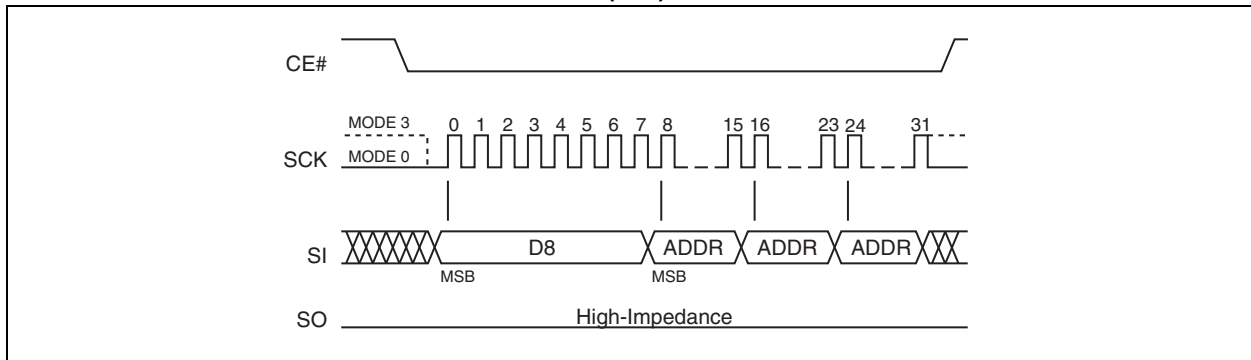 CE#
MODE 3
0 1 2 3 4 5 6 7 8 15 16 23 24 31
SCK
MODE 0
SI
D8 ADDR ADDR ADDR
MSB MSB
SO
High-Impedance